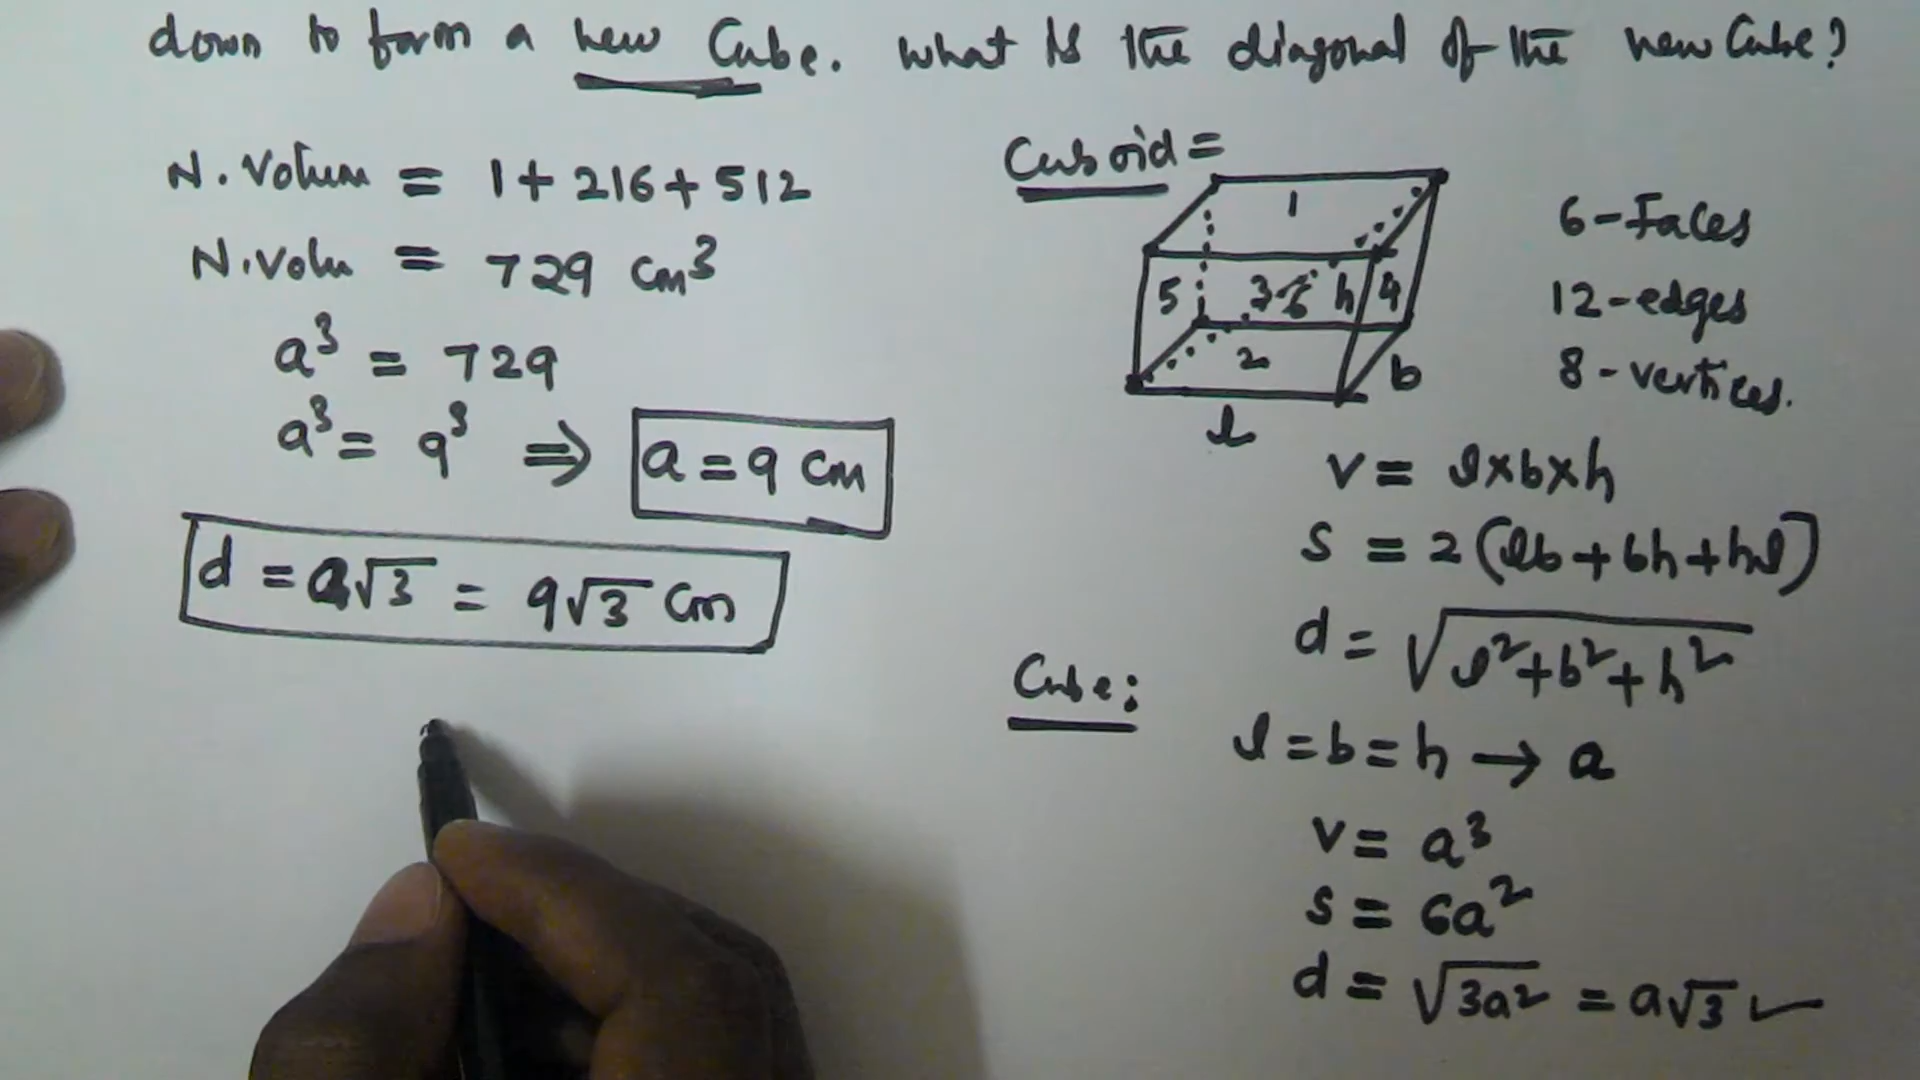 down to form a new Cube. what is the diagonal of the new Cube?
N. Volum = 1 + 216 + 512
N. volu = 729 cm³
a³ = 729
a³ = 9³ ⇒ a = 9 cm
d = a√3 = 9√3 cm
Cuboid =
1
5 3 6 h 4
2 b
l
6 - Faces
12 - edges
8 - vertices.
v = l×b×h
s = 2(lb + bh + hl)
d = √l²+b²+h²
Cube:
l = b = h → a
v = a³
s = 6a²
d = √3a² = a√3 ✓